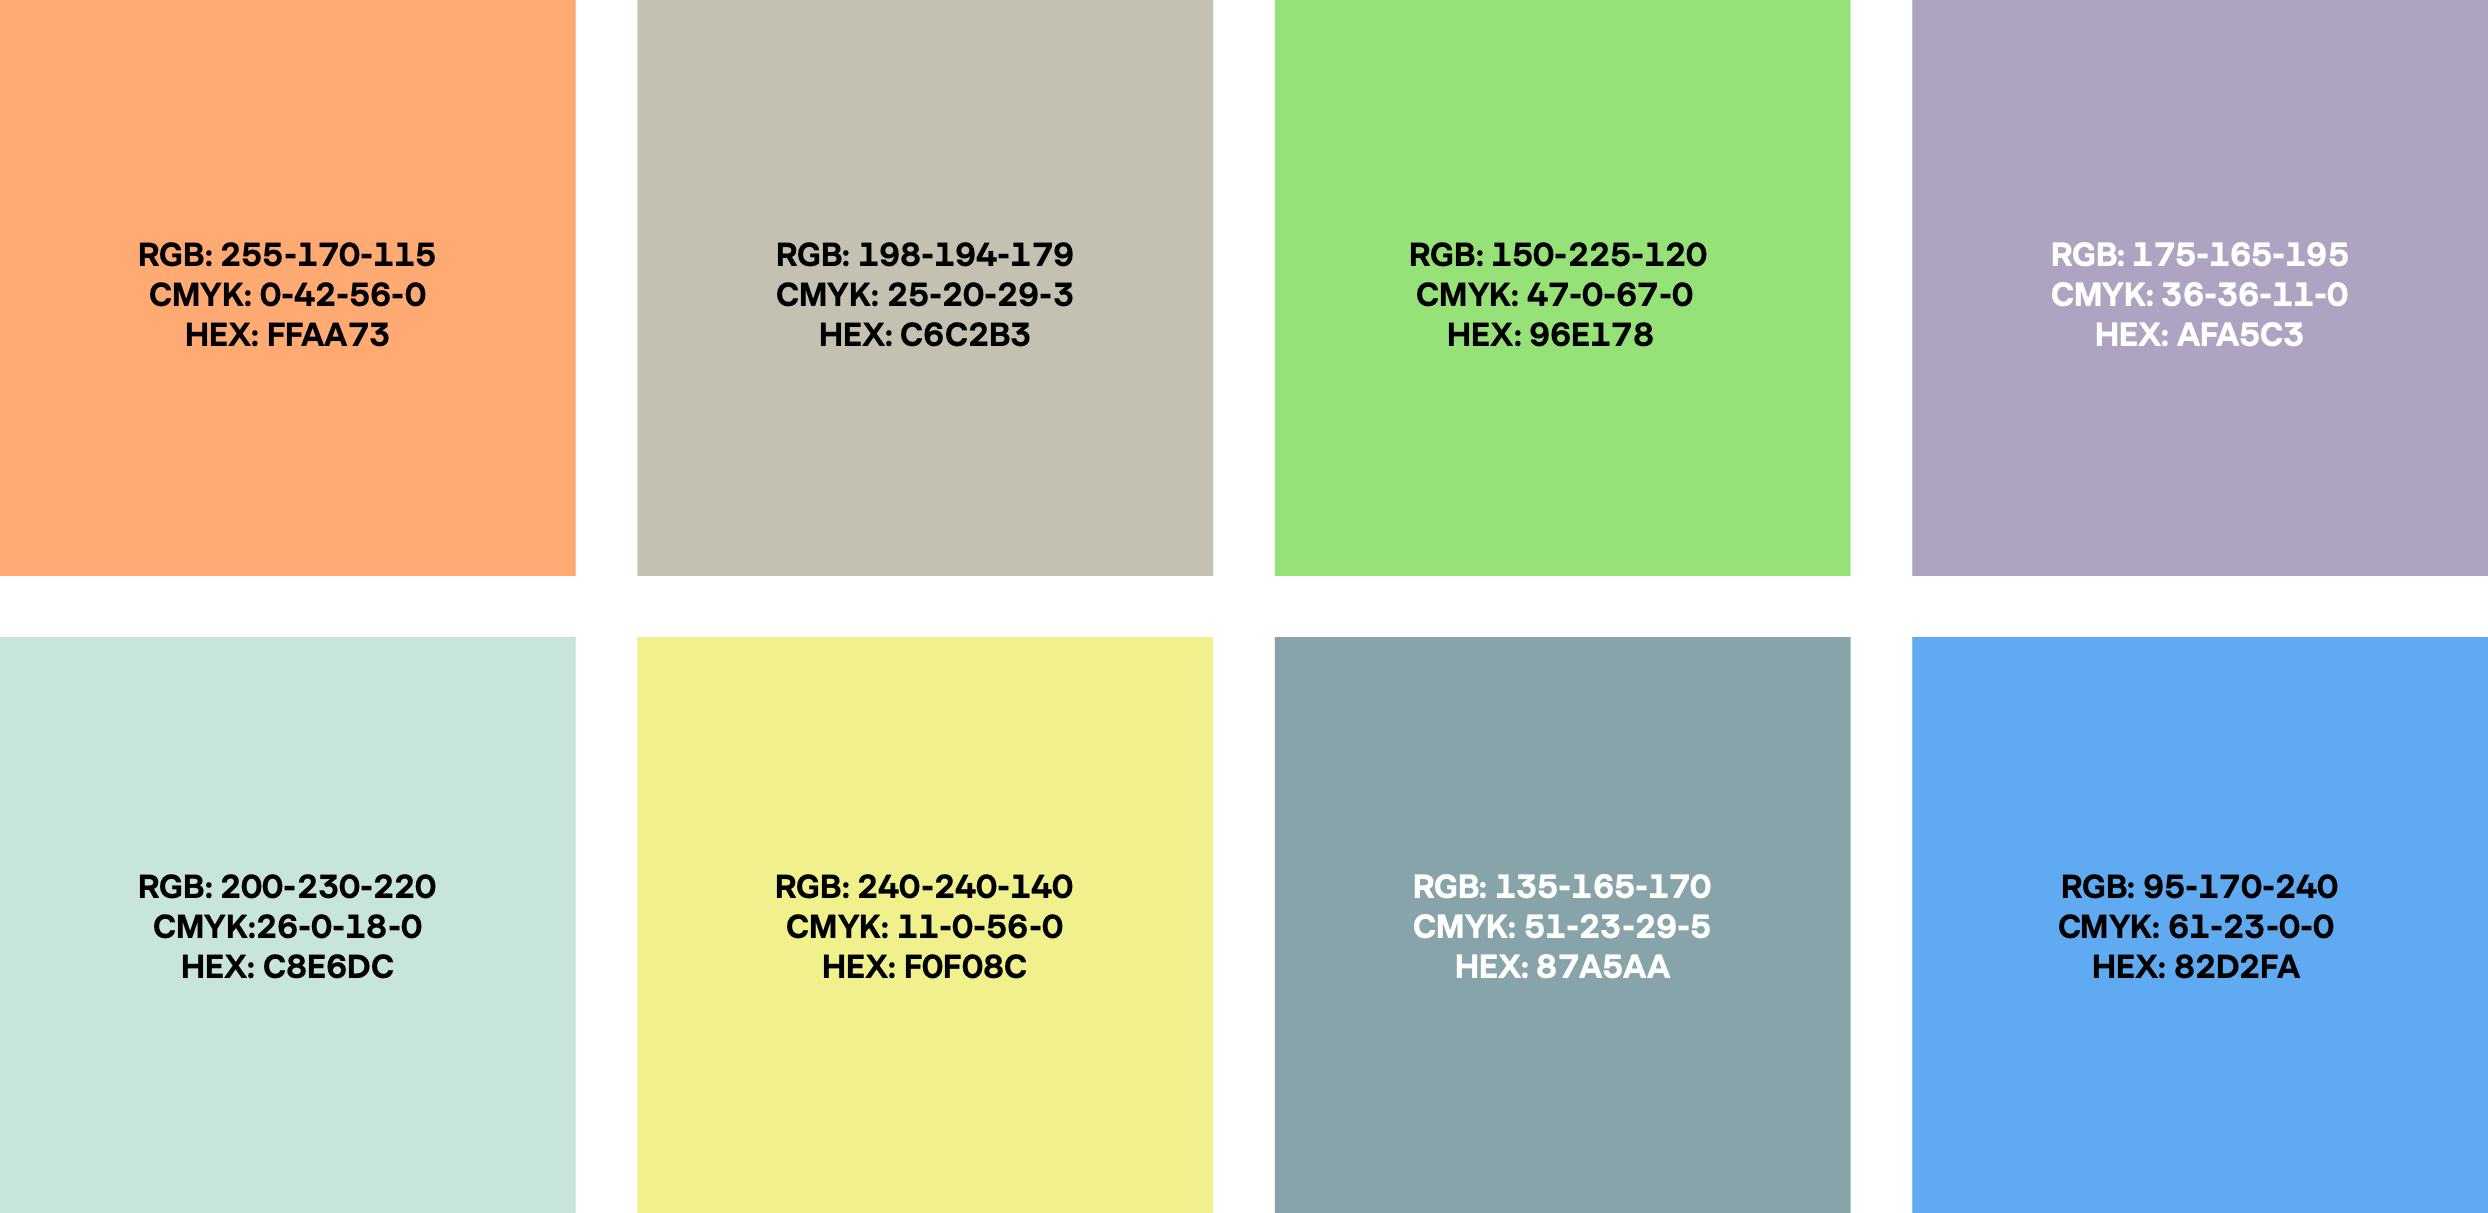 RGB: 255-170-115
CMYK: 0-42-56-0
HEX: FFAA73
RGB: 198-194-179
CMYK: 25-20-29-3
HEX: C6C2B3
RGB: 150-225-120
CMYK: 47-0-67-0
HEX: 96E178
RGB: 175-165-195
CMYK: 36-36-11-0
HEX: AFA5C3
RGB: 200-230-220
CMYK:26-0-18-0
HEX: C8E6DC
RGB: 240-240-140
CMYK: 11-0-56-0
HEX: F0F08C
RGB: 135-165-170
CMYK: 51-23-29-5
HEX: 87A5AA
RGB: 95-170-240
CMYK: 61-23-0-0
HEX: 82D2FA